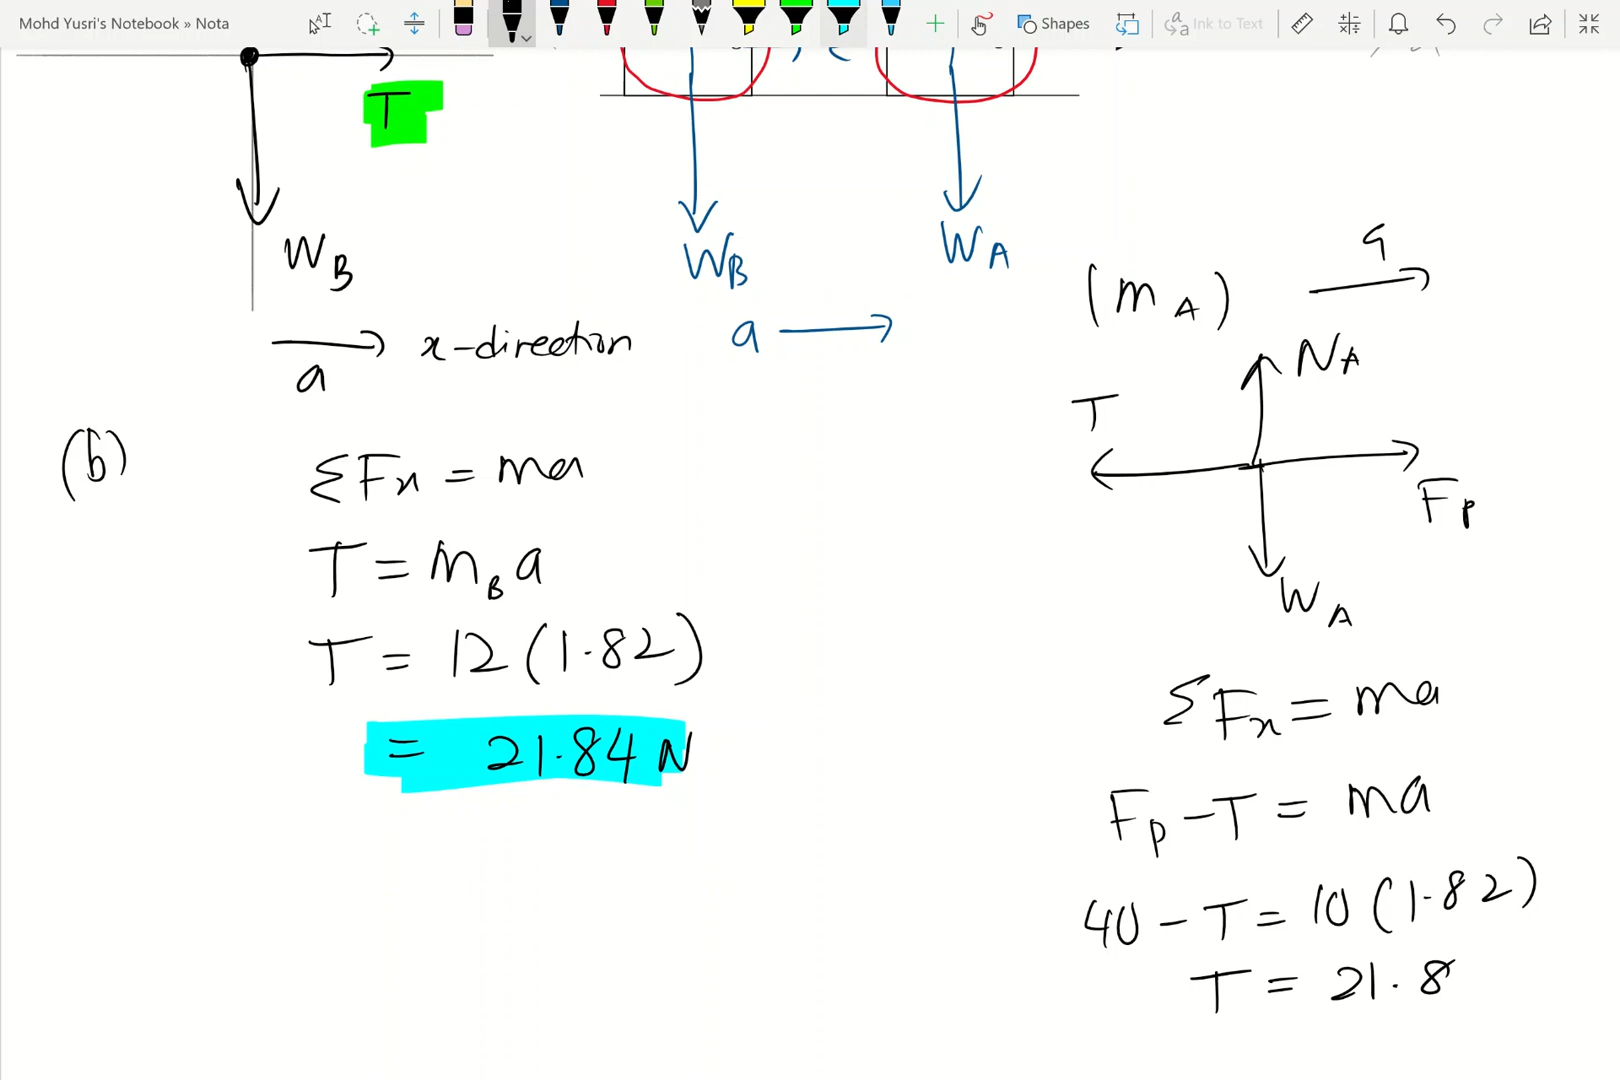 Mohd Yusri's Notebook » Nota
Shapes
Ink to Text
T
W_B
W_B
W_A
a
x-direction
a
(m_A)
a
N_A
T
F_P
W_A
(b)
ΣFx = ma
T = m_B a
T = 12(1.82)
= 21.84 N
ΣFx = ma
F_P - T = ma
40 - T = 10(1.82)
T = 21.8